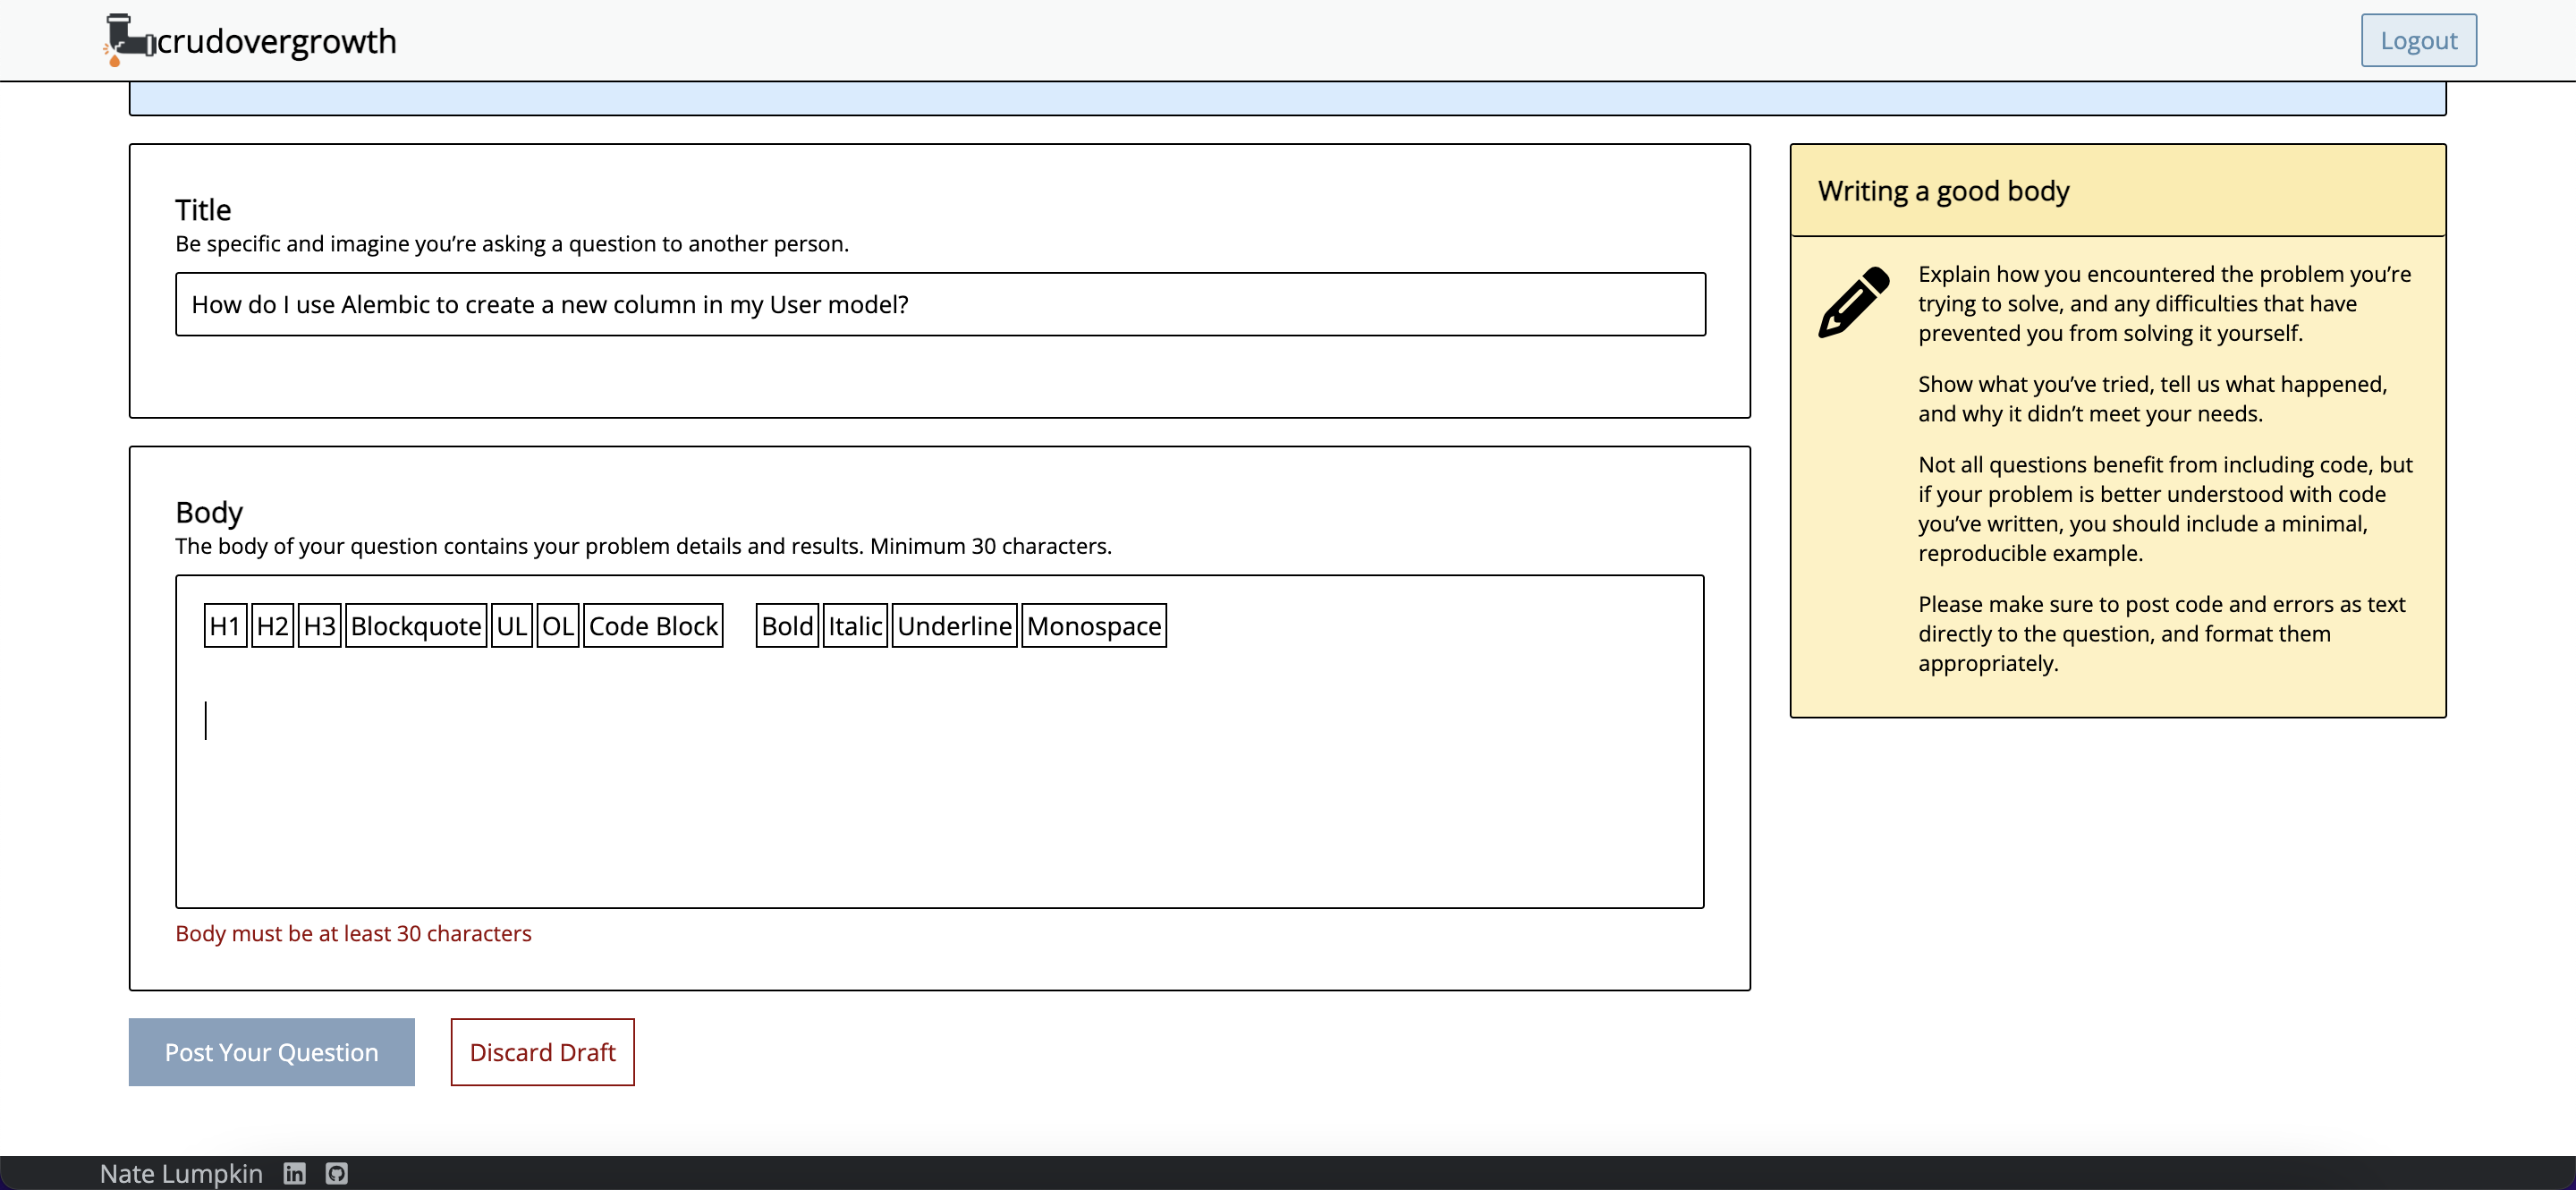 crudovergrowth
Logout
Title
Be specific and imagine you’re asking a question to another person.
How do I use Alembic to create a new column in my User model?
Body
The body of your question contains your problem details and results. Minimum 30 characters.
H1 H2 H3 Blockquote UL OL Code Block Bold Italic Underline Monospace
Body must be at least 30 characters
Post Your Question
Discard Draft
Writing a good body
Explain how you encountered the problem you’re
trying to solve, and any difficulties that have
prevented you from solving it yourself.
Show what you’ve tried, tell us what happened,
and why it didn’t meet your needs.
Not all questions benefit from including code, but
if your problem is better understood with code
you’ve written, you should include a minimal,
reproducible example.
Please make sure to post code and errors as text
directly to the question, and format them
appropriately.
Nate Lumpkin in